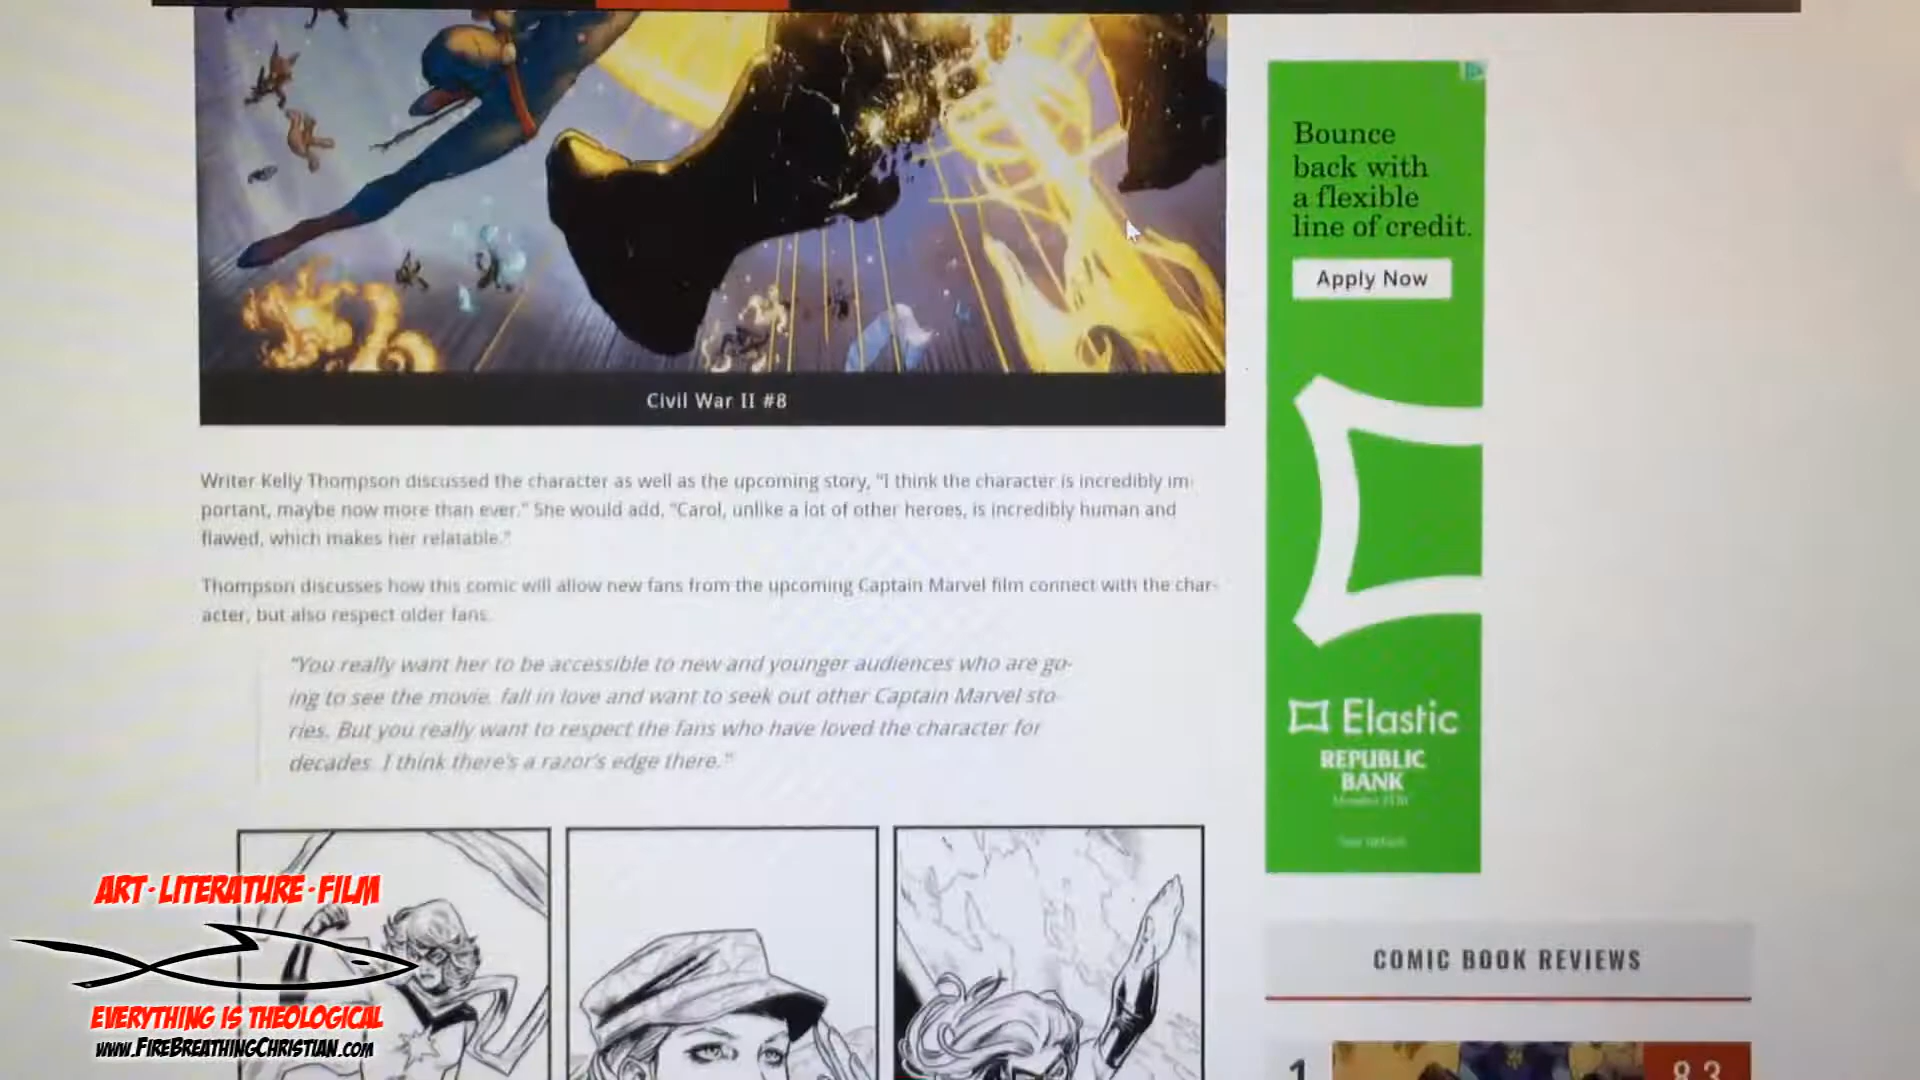 Civil War II #8
Writer Kelly Thompson discussed the character as well as the upcoming story, "I think the character is incredibly im-
portant, maybe now more than ever." She would add, "Carol, unlike a lot of other heroes, is incredibly human and
flawed, which makes her relatable."
Thompson discusses how this comic will allow new fans from the upcoming Captain Marvel film connect with the char-
acter, but also respect older fans.
"You really want her to be accessible to new and younger audiences who are go-
ing to see the movie, fall in love and want to seek out other Captain Marvel sto-
ries. But you really want to respect the fans who have loved the character for
decades. I think there's a razor's edge there."
Bounce
back with
a flexible
line of credit.
Apply Now
Elastic
REPUBLIC
BANK
COMIC BOOK REVIEWS
1
8.3
ART·LITERATURE·FILM
EVERYTHING IS THEOLOGICAL
www.FireBreathingChristian.com